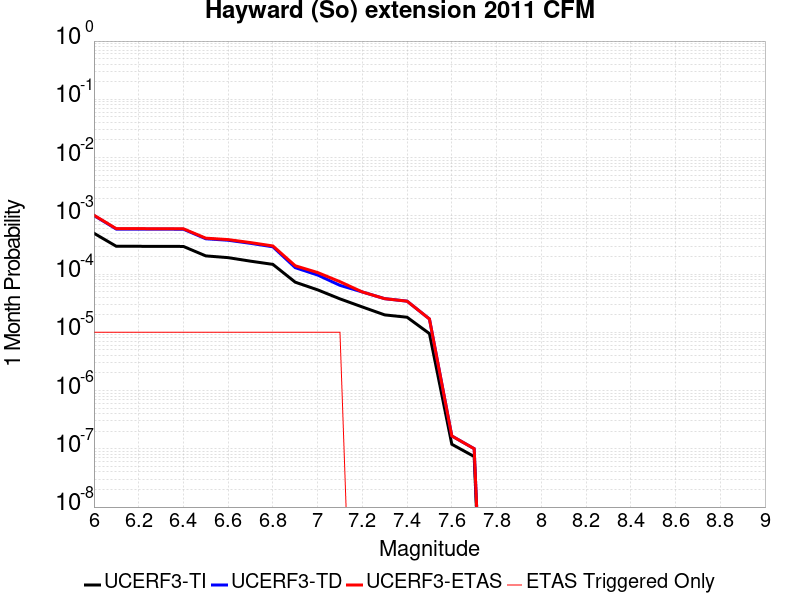 Hayward (So) extension 2011 CFM
10^0
10^-1
10^-2
10^-3
10^-4
10^-5
10^-6
10^-7
10^-8
1 Month Probability
6 6.2 6.4 6.6 6.8 7 7.2 7.4 7.6 7.8 8 8.2 8.4 8.6 8.8 9
Magnitude
UCERF3-TI UCERF3-TD UCERF3-ETAS ETAS Triggered Only